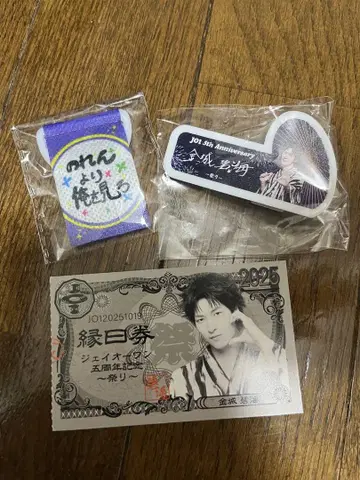 のれん
より
俺を見ろ
JO1 5th Anniversary
金城碧海
〜祭り〜
2025
JO120251019
縁日券
祭
ジェイオーワン
五周年記念
〜祭り〜
金城 碧海